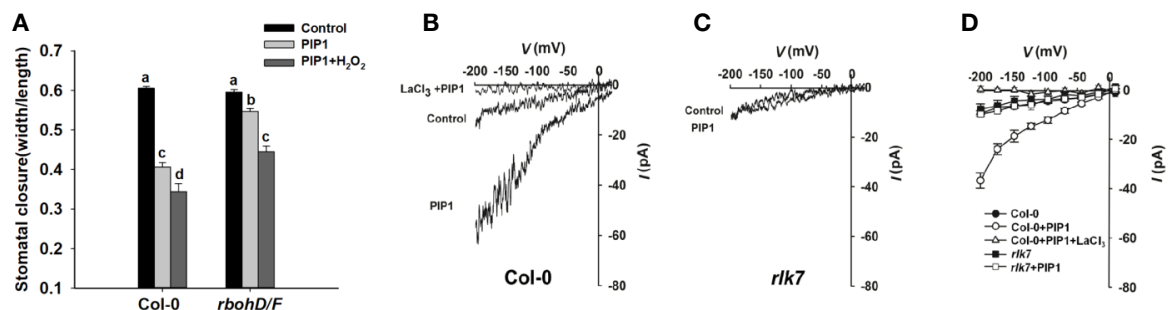 A
Control
PIP1
PIP1+H₂O₂
Stomatal closure(width/length)
0.7
0.6
0.5
0.4
0.3
0.2
0.1
a
c
d
a
b
c
Col-0
rbohD/F
B
V (mV)
-200 -150 -100 -50 0
LaCl₃ +PIP1
Control
PIP1
0
-20
-40
-60
-80
I (pA)
Col-0
C
V (mV)
-200 -150 -100 -50 0
Control
PIP1
0
-20
-40
-60
-80
I (pA)
rlk7
D
V (mV)
-200 -150 -100 -50 0
0
-20
-40
-60
-80
I (pA)
Col-0
Col-0+PIP1
Col-0+PIP1+LaCl₃
rlk7
rlk7+PIP1